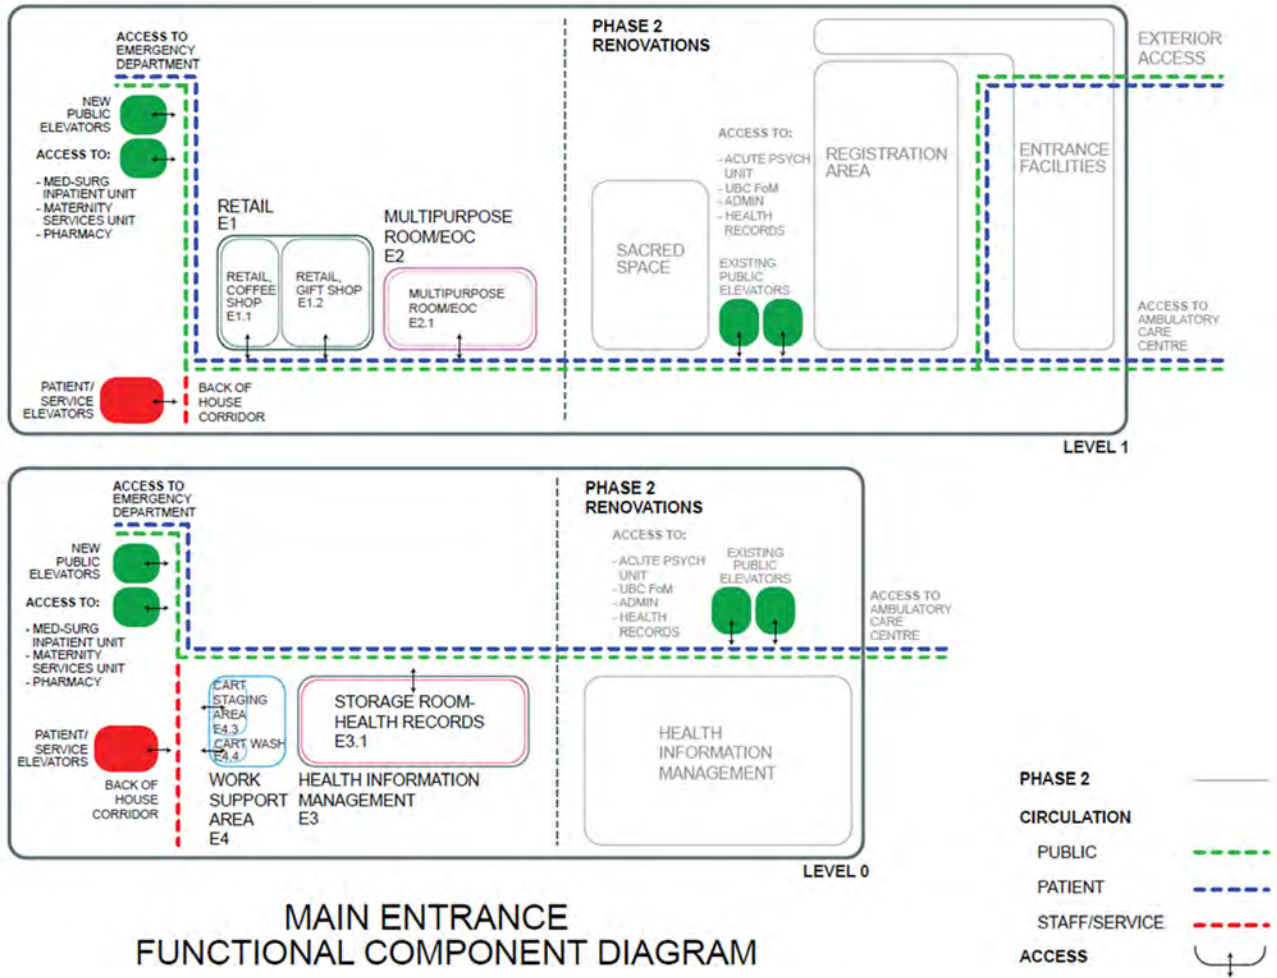 ACCESS TO
EMERGENCY
DEPARTMENT
NEW
PUBLIC
ELEVATORS
ACCESS TO:
- MED-SURG
INPATIENT UNIT
- MATERNITY
SERVICES UNIT
- PHARMACY
RETAIL
E1
RETAIL,
COFFEE
SHOP
E1.1
RETAIL,
GIFT SHOP
E1.2
MULTIPURPOSE
ROOM/EOC
E2
MULTIPURPOSE
ROOM/EOC
E2.1
PATIENT/
SERVICE
ELEVATORS
BACK OF
HOUSE
CORRIDOR
PHASE 2
RENOVATIONS
SACRED
SPACE
ACCESS TO:
- ACUTE PSYCH
UNIT
- UBC FoM
- ADMIN
- HEALTH
RECORDS
EXISTING
PUBLIC
ELEVATORS
REGISTRATION
AREA
ENTRANCE
FACILITIES
EXTERIOR
ACCESS
ACCESS TO
AMBULATORY
CARE
CENTRE
LEVEL 1
ACCESS TO
EMERGENCY
DEPARTMENT
NEW
PUBLIC
ELEVATORS
ACCESS TO:
- MED-SURG
INPATIENT UNIT
- MATERNITY
SERVICES UNIT
- PHARMACY
PATIENT/
SERVICE
ELEVATORS
BACK OF
HOUSE
CORRIDOR
CART
STAGING
AREA
E4.3
CART WASH
E4.4
WORK
SUPPORT
AREA
E4
STORAGE ROOM-
HEALTH RECORDS
E3.1
HEALTH INFORMATION
MANAGEMENT
E3
PHASE 2
RENOVATIONS
ACCESS TO:
- ACUTE PSYCH
UNIT
- UBC FoM
- ADMIN
- HEALTH
RECORDS
EXISTING
PUBLIC
ELEVATORS
HEALTH
INFORMATION
MANAGEMENT
ACCESS TO
AMBULATORY
CARE
CENTRE
LEVEL 0
PHASE 2
CIRCULATION
PUBLIC
PATIENT
STAFF/SERVICE
ACCESS
MAIN ENTRANCE
FUNCTIONAL COMPONENT DIAGRAM